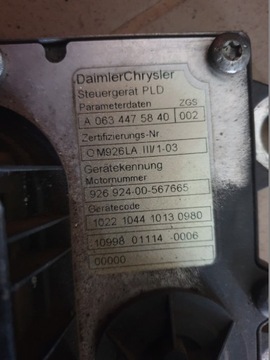 DaimlerChrysler
Steuergerät PLD
Parameterdaten ZGS
A 063 447 58 40 002
Zertifizierungs-Nr
OM926LA III/1-03
Gerätekennung
Motornummer
926.924-00-567665
Gerätecode
1022 1044 1013 0980
10998 01114 0006
00000